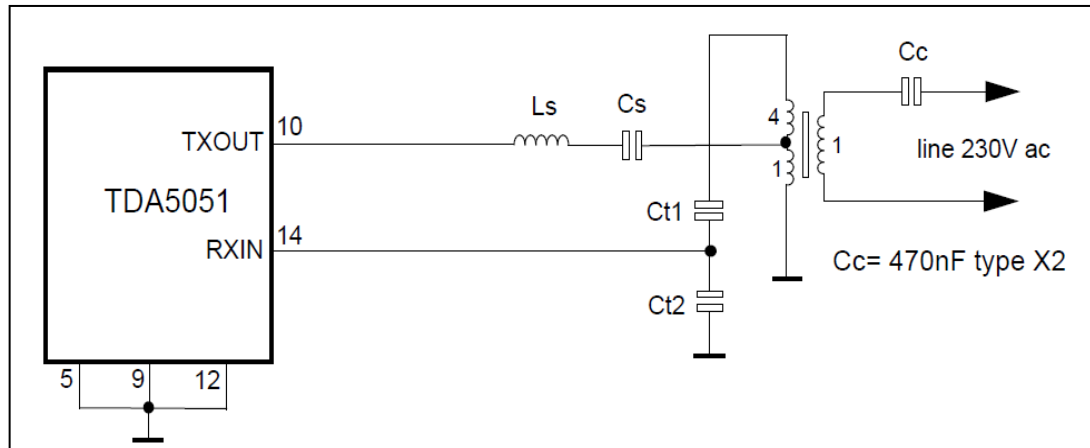 TDA5051
TXOUT
10
RXIN
14
5
9
12
Ls
Cs
Ct1
Ct2
4
1
1
Cc
line 230V ac
Cc= 470nF type X2